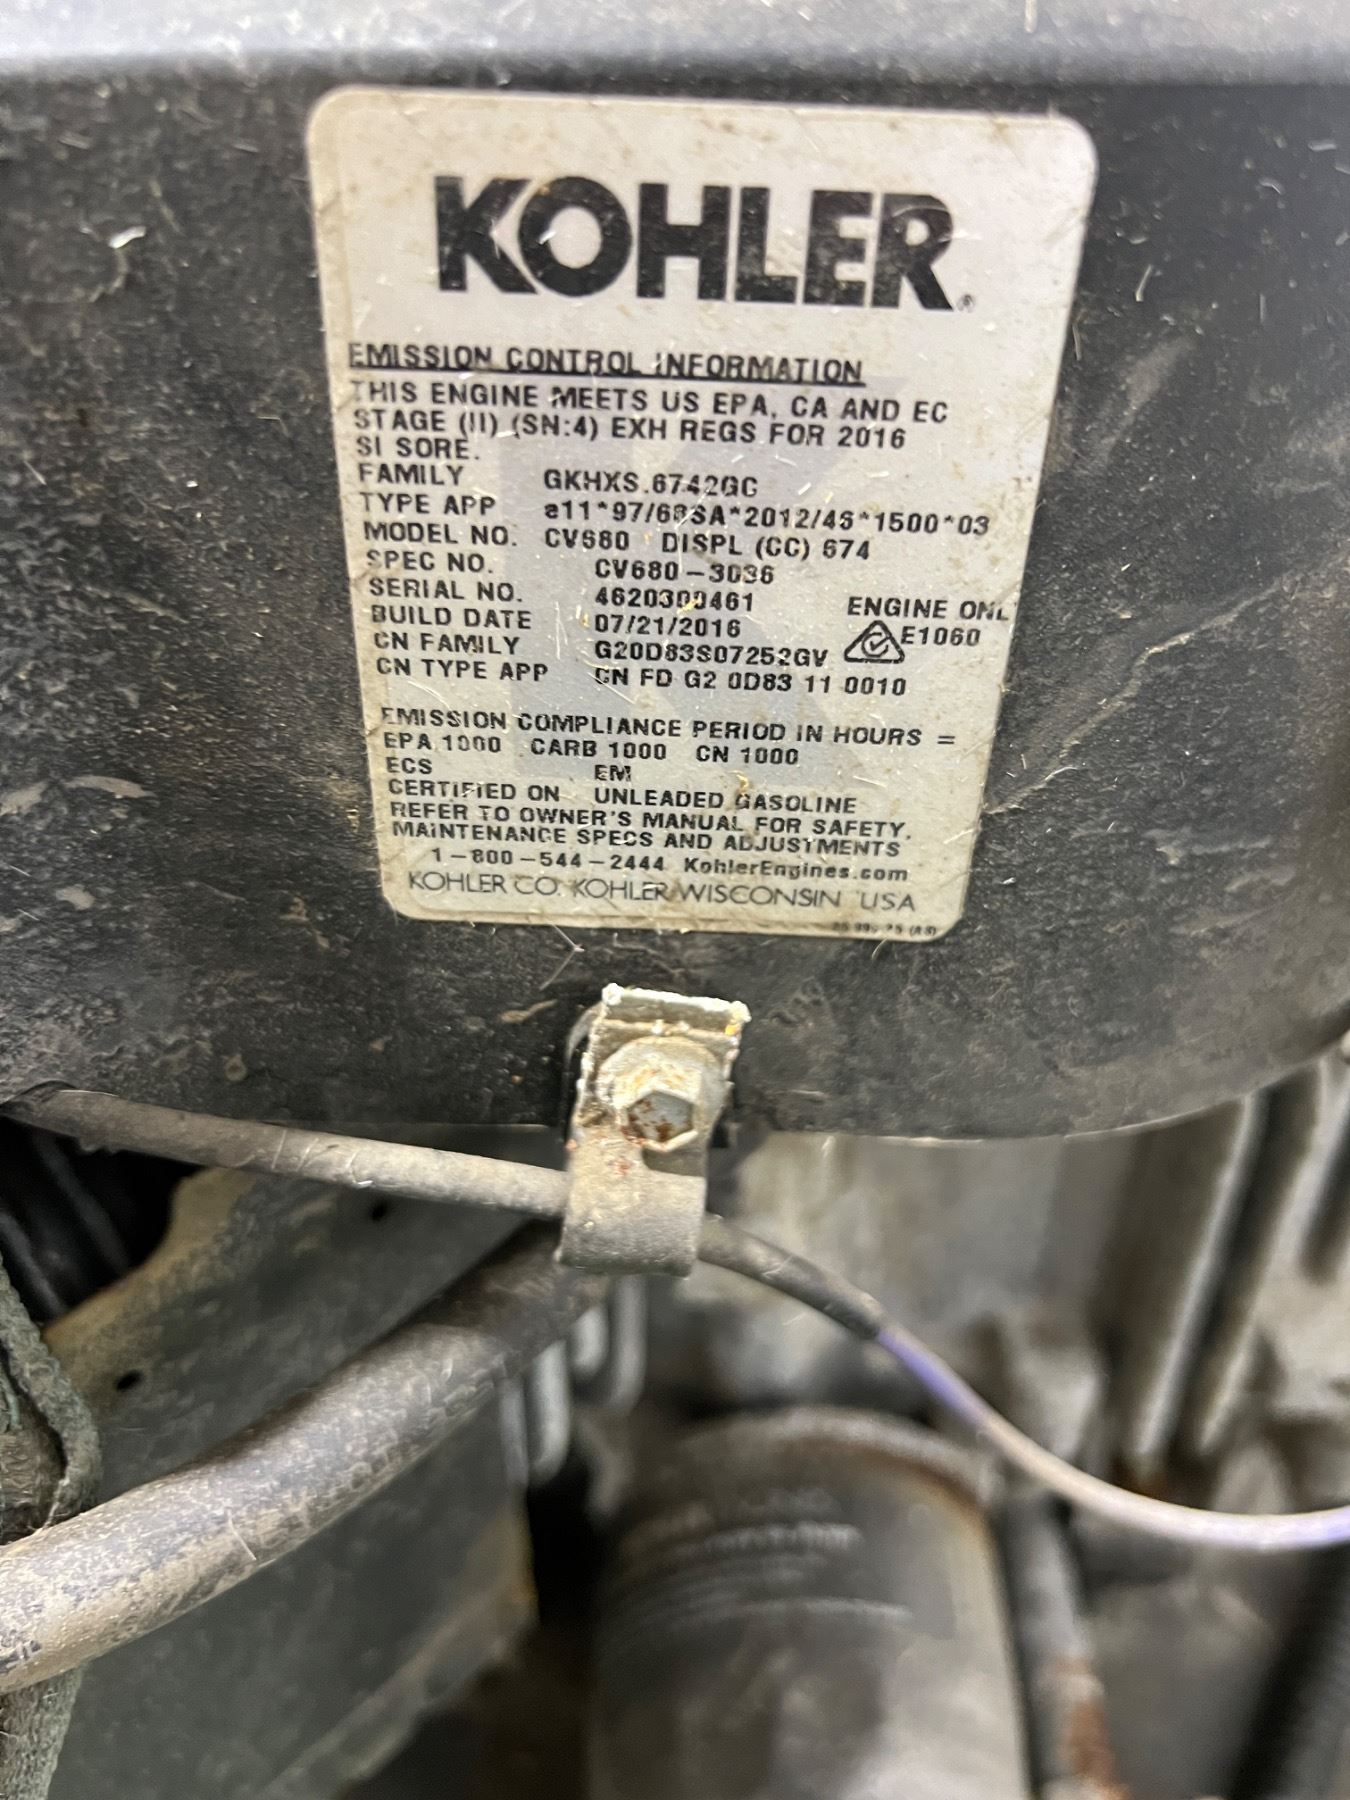 KOHLER®
EMISSION CONTROL INFORMATION
THIS ENGINE MEETS US EPA, CA AND EC
STAGE (II) (SN:4) EXH REGS FOR 2016
SI SORE.
FAMILY GKHXS.6742GC
TYPE APP e11*97/68SA*2012/46*1500*03
MODEL NO. CV680 DISPL (CC) 674
SPEC NO. CV680-3036
SERIAL NO. 4620300461 ENGINE ONL
BUILD DATE 07/21/2016 E1060
CN FAMILY G20D83S07252GV
CN TYPE APP CN FD G2 0D83 11 0010
EMISSION COMPLIANCE PERIOD IN HOURS =
EPA 1000 CARB 1000 CN 1000
ECS EM
CERTIFIED ON UNLEADED GASOLINE
REFER TO OWNER'S MANUAL FOR SAFETY,
MAINTENANCE SPECS AND ADJUSTMENTS
1-800-544-2444 KohlerEngines.com
KOHLER CO. KOHLER WISCONSIN USA